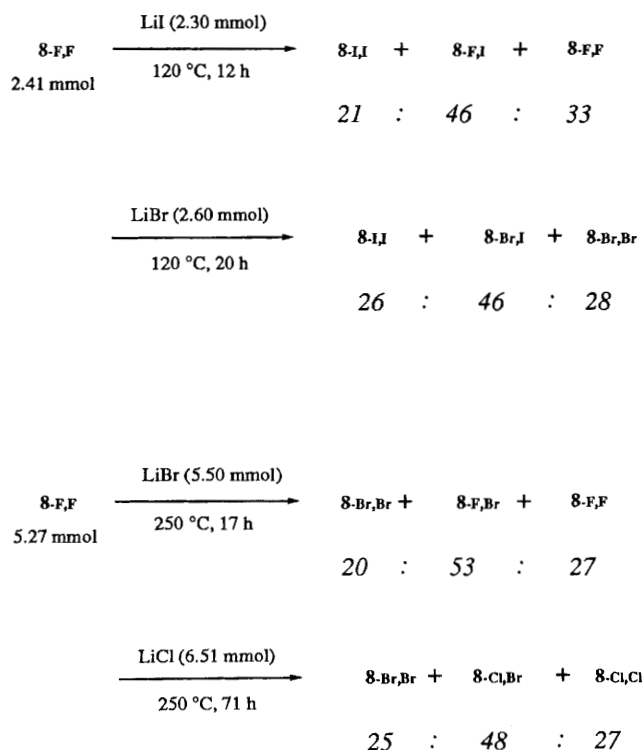 LiI (2.30 mmol)
8-F,F 8-I,I + 8-F,I + 8-F,F
120 °C, 12 h
2.41 mmol
21 : 46 : 33
LiBr (2.60 mmol)
8-I,I + 8-Br,I + 8-Br,Br
120 °C, 20 h
26 : 46 : 28
LiBr (5.50 mmol)
8-F,F 8-Br,Br + 8-F,Br + 8-F,F
250 °C, 17 h
5.27 mmol
20 : 53 : 27
LiCl (6.51 mmol)
8-Br,Br + 8-Cl,Br + 8-Cl,Cl
250 °C, 71 h
25 : 48 : 27